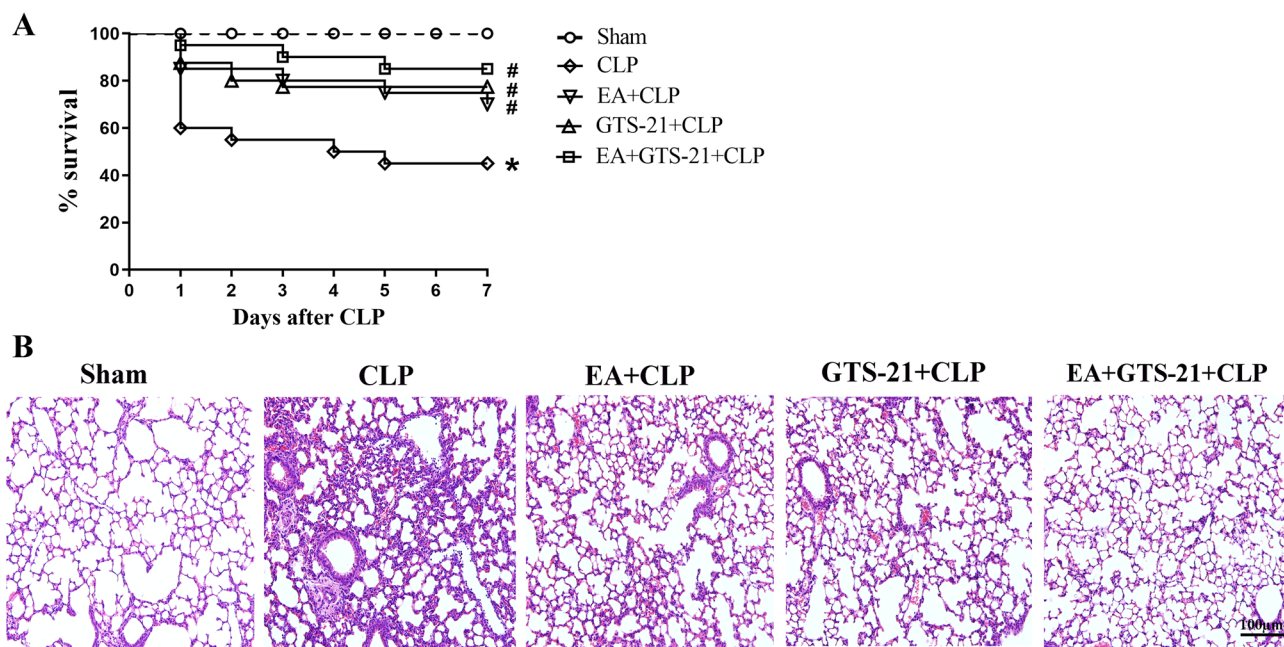 A
% survival
100
80
60
40
20
0
0 1 2 3 4 5 6 7
Days after CLP
#
#
#
*
Sham
CLP
EA+CLP
GTS-21+CLP
EA+GTS-21+CLP
B
Sham CLP EA+CLP GTS-21+CLP EA+GTS-21+CLP
100μm